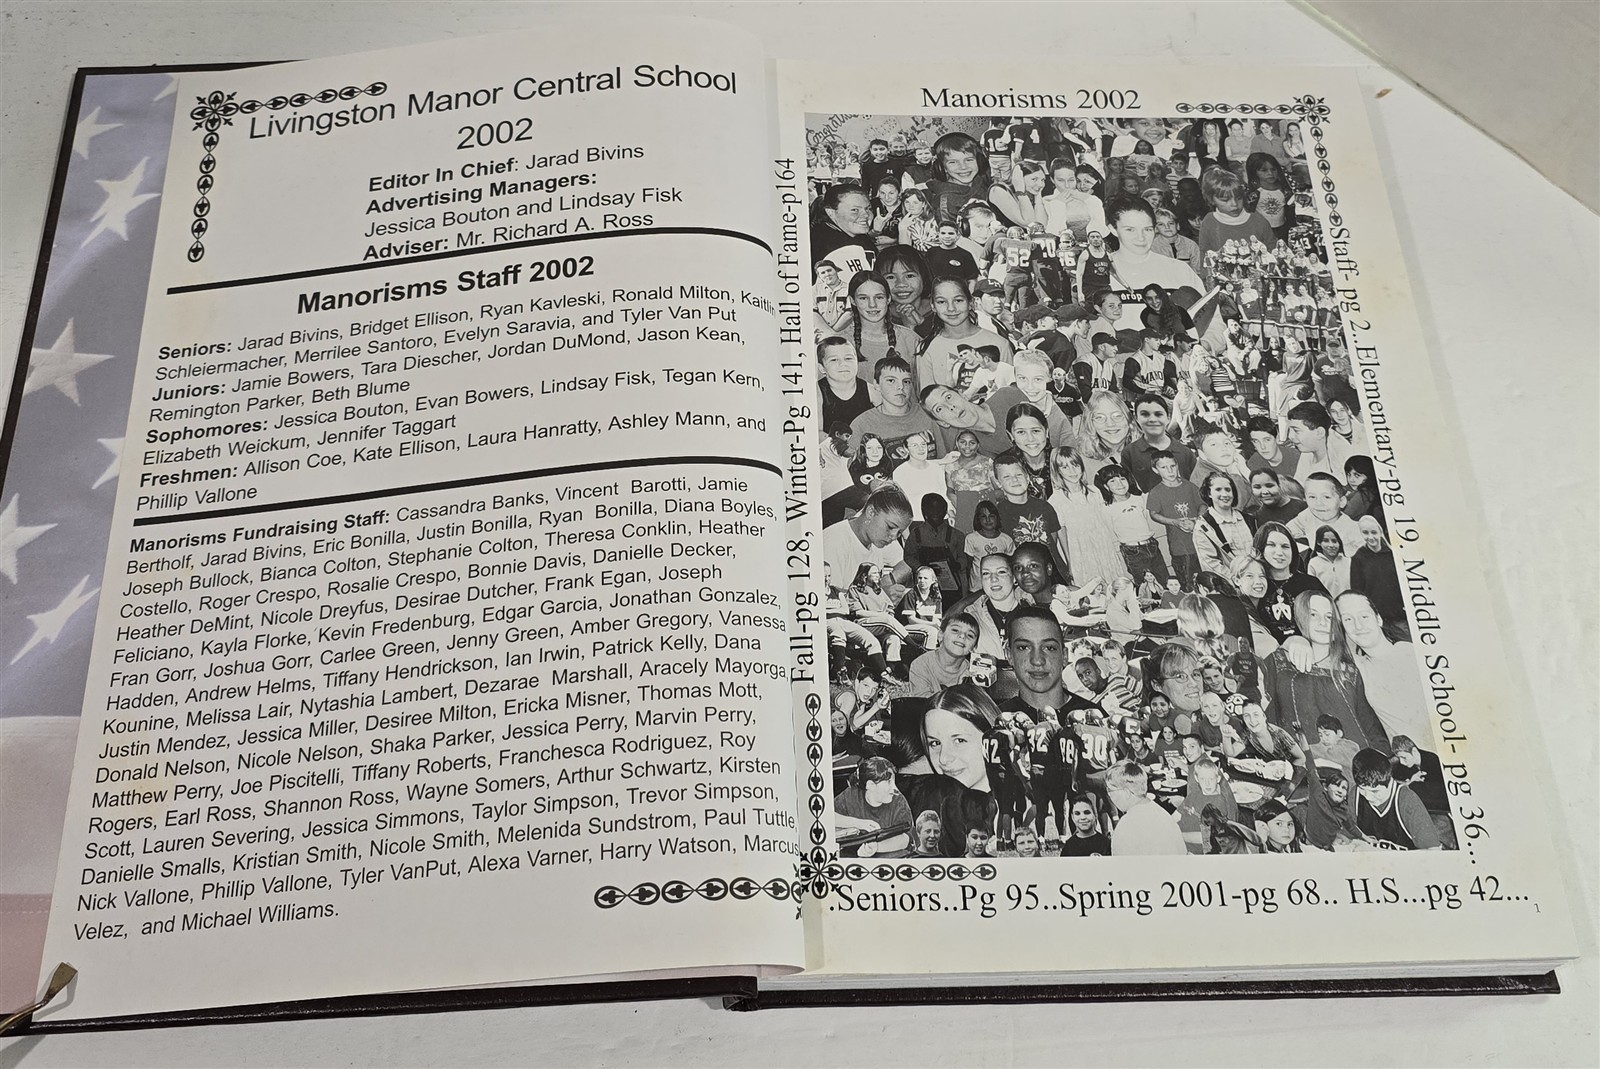 Livingston Manor Central School
2002
Editor In Chief: Jarad Bivins
Advertising Managers:
Jessica Bouton and Lindsay Fisk
Adviser: Mr. Richard A. Ross
Manorisms Staff 2002
Seniors: Jarad Bivins, Bridget Ellison, Ryan Kavleski, Ronald Milton, Kaitlin
Schleiermacher, Merrilee Santoro, Evelyn Saravia, and Tyler Van Put
Juniors: Jamie Bowers, Tara Diescher, Jordan DuMond, Jason Kean,
Remington Parker, Beth Blume
Sophomores: Jessica Bouton, Evan Bowers, Lindsay Fisk, Tegan Kern,
Elizabeth Weickum, Jennifer Taggart
Freshmen: Allison Coe, Kate Ellison, Laura Hanratty, Ashley Mann, and
Phillip Vallone
Manorisms Fundraising Staff: Cassandra Banks, Vincent Barotti, Jamie
Bertholf, Jarad Bivins, Eric Bonilla, Justin Bonilla, Ryan Bonilla, Diana Boyles,
Joseph Bullock, Bianca Colton, Stephanie Colton, Theresa Conklin, Heather
Costello, Roger Crespo, Rosalie Crespo, Bonnie Davis, Danielle Decker,
Heather DeMint, Nicole Dreyfus, Desirae Dutcher, Frank Egan, Joseph
Feliciano, Kayla Florke, Kevin Fredenburg, Edgar Garcia, Jonathan Gonzalez,
Fran Gorr, Joshua Gorr, Carlee Green, Jenny Green, Amber Gregory, Vanessa
Hadden, Andrew Helms, Tiffany Hendrickson, Ian Irwin, Patrick Kelly, Dana
Kounine, Melissa Lair, Nytashia Lambert, Dezarae Marshall, Aracely Mayorga,
Justin Mendez, Jessica Miller, Desiree Milton, Ericka Misner, Thomas Mott,
Donald Nelson, Nicole Nelson, Shaka Parker, Jessica Perry, Marvin Perry,
Matthew Perry, Joe Piscitelli, Tiffany Roberts, Franchesca Rodriguez, Roy
Rogers, Earl Ross, Shannon Ross, Wayne Somers, Arthur Schwartz, Kirsten
Scott, Lauren Severing, Jessica Simmons, Taylor Simpson, Trevor Simpson,
Danielle Smalls, Kristian Smith, Nicole Smith, Melenida Sundstrom, Paul Tuttle,
Nick Vallone, Phillip Vallone, Tyler VanPut, Alexa Varner, Harry Watson, Marcus
Velez, and Michael Williams.
Manorisms 2002
Staff- pg 2...Elementary-pg 19. Middle School- pg 36...
Fall-pg 128, Winter-Pg 141, Hall of Fame-p164
.Seniors..Pg 95..Spring 2001-pg 68.. H.S...pg 42...
1
52
HR
82
32
88
30